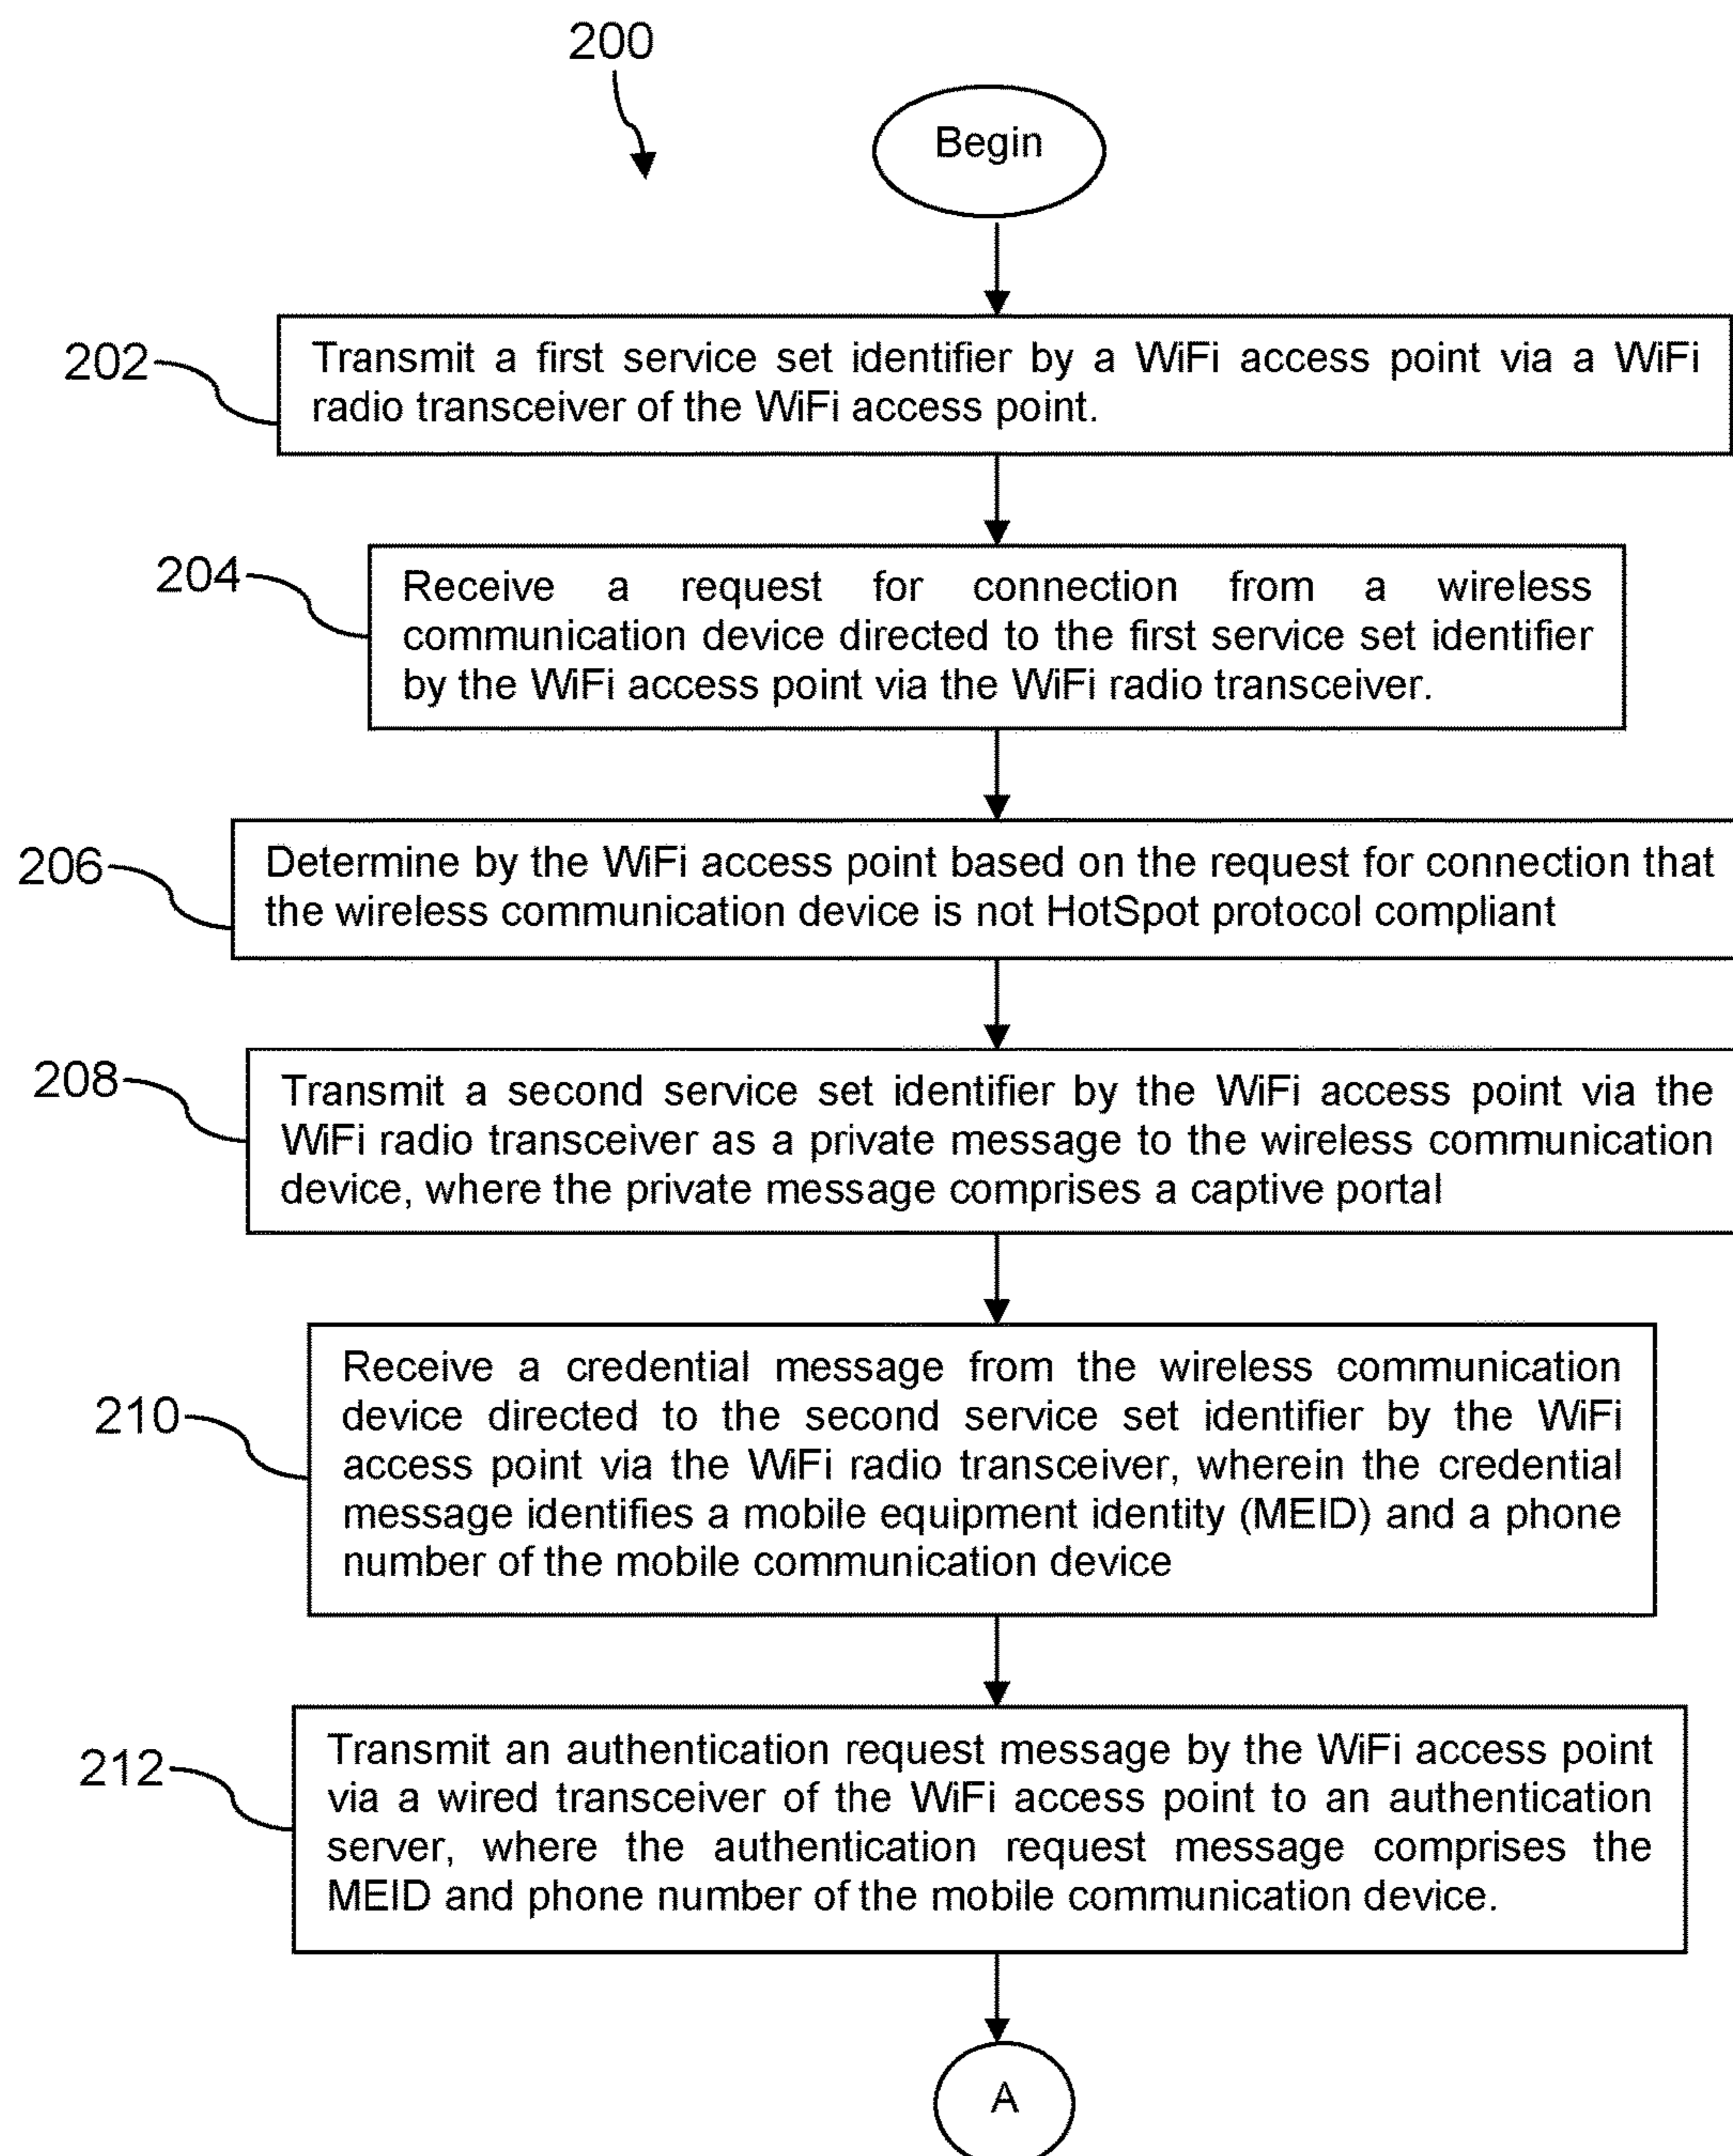 200
Begin
202
Transmit a first service set identifier by a WiFi access point via a WiFi
radio transceiver of the WiFi access point.
204
Receive a request for connection from a wireless
communication device directed to the first service set identifier
by the WiFi access point via the WiFi radio transceiver.
206
Determine by the WiFi access point based on the request for connection that
the wireless communication device is not HotSpot protocol compliant
208
Transmit a second service set identifier by the WiFi access point via the
WiFi radio transceiver as a private message to the wireless communication
device, where the private message comprises a captive portal
210
Receive a credential message from the wireless communication
device directed to the second service set identifier by the WiFi
access point via the WiFi radio transceiver, wherein the credential
message identifies a mobile equipment identity (MEID) and a phone
number of the mobile communication device
212
Transmit an authentication request message by the WiFi access point
via a wired transceiver of the WiFi access point to an authentication
server, where the authentication request message comprises the
MEID and phone number of the mobile communication device.
A